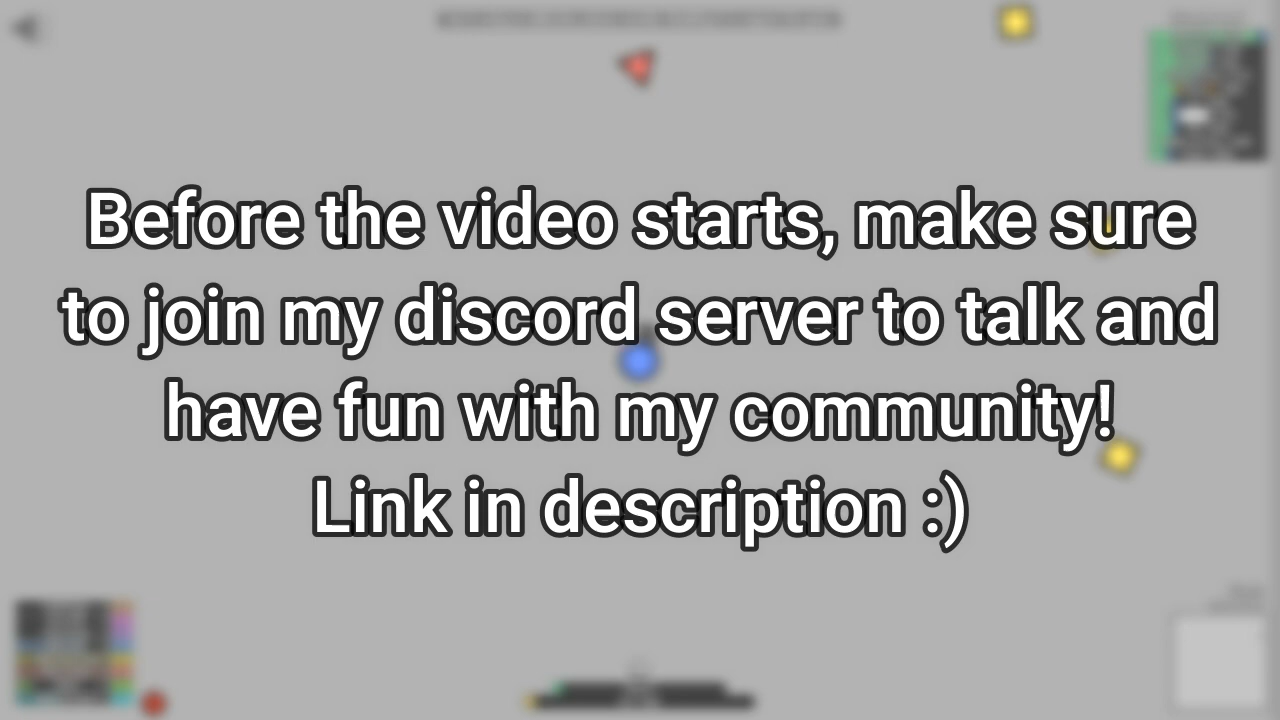 Before the video starts, make sure
to join my discord server to talk and
have fun with my community!
Link in description :)